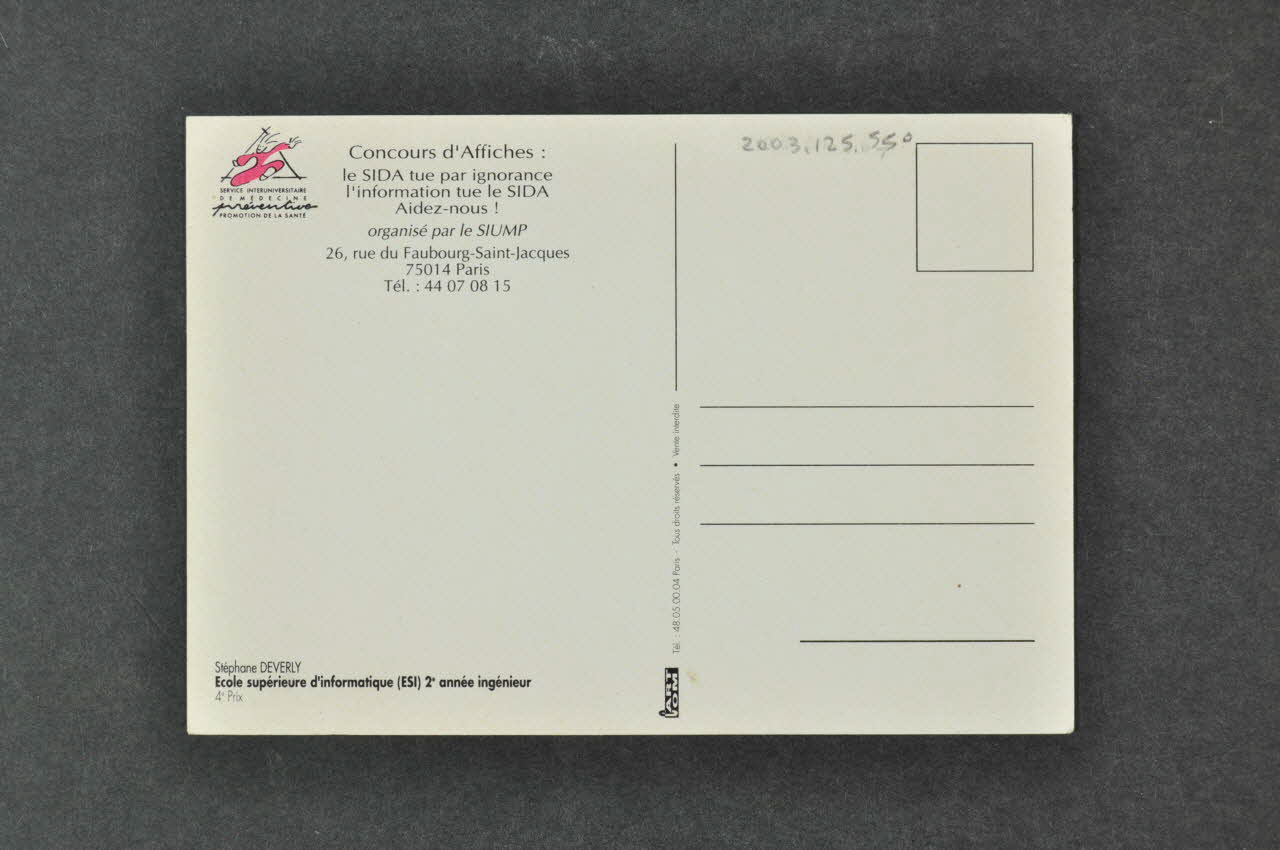 SERVICE INTERUNIVERSITAIRE
DE MÉDECINE
préventive
PROMOTION DE LA SANTÉ
Concours d'Affiches :
le SIDA tue par ignorance
l'information tue le SIDA
Aidez-nous !
organisé par le SIUMP
26, rue du Faubourg-Saint-Jacques
75014 Paris
Tél. : 44 07 08 15
Stéphane DEVERLY
Ecole supérieure d'informatique (ESI) 2e année ingénieur
4e Prix
Tél. : 48.05.00.04 Paris - Tous droits réservés • Vente interdite
ART
COM
2003.125.550